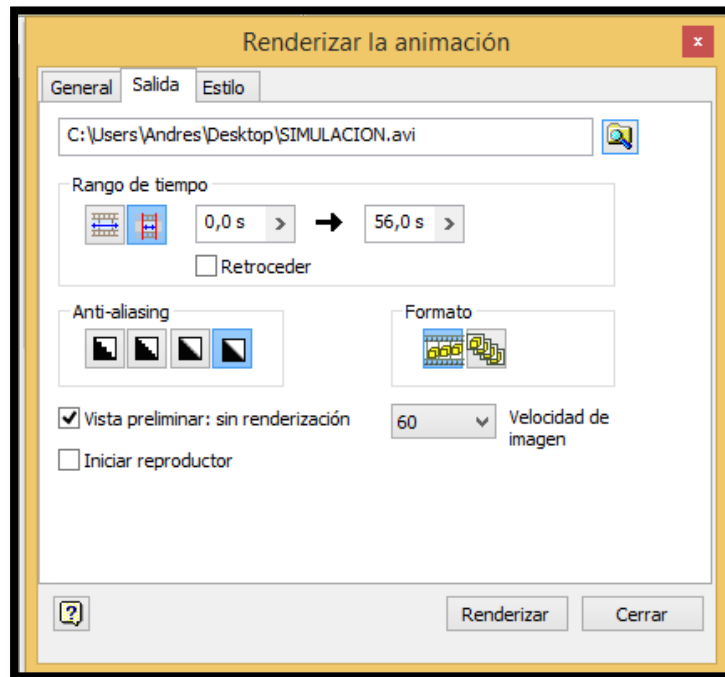 Renderizar la animación
x
General Salida Estilo
C:\Users\Andres\Desktop\SIMULACION.avi
Rango de tiempo
0,0 s > 56,0 s >
Retroceder
Anti-aliasing
Formato
Vista preliminar: sin renderización
60
Velocidad de
imagen
Iniciar reproductor
?
Renderizar Cerrar